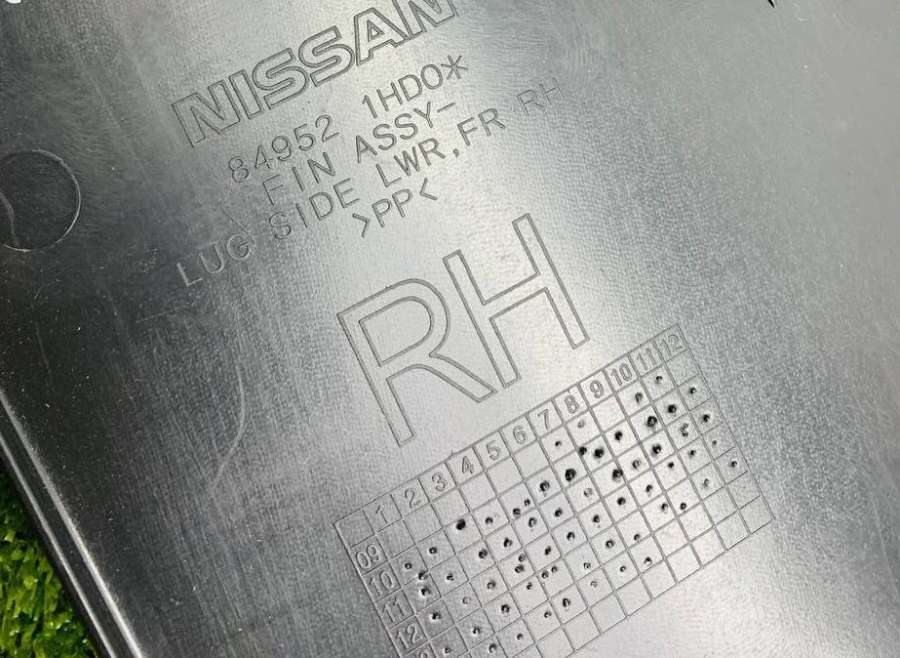 NISSAN
84952 1HD0*
FIN ASSY-
LUG SIDE LWR,FR RH
>PP<
RH
1 2 3 4 5 6 7 8 9 10 11 12
09
10
11
12